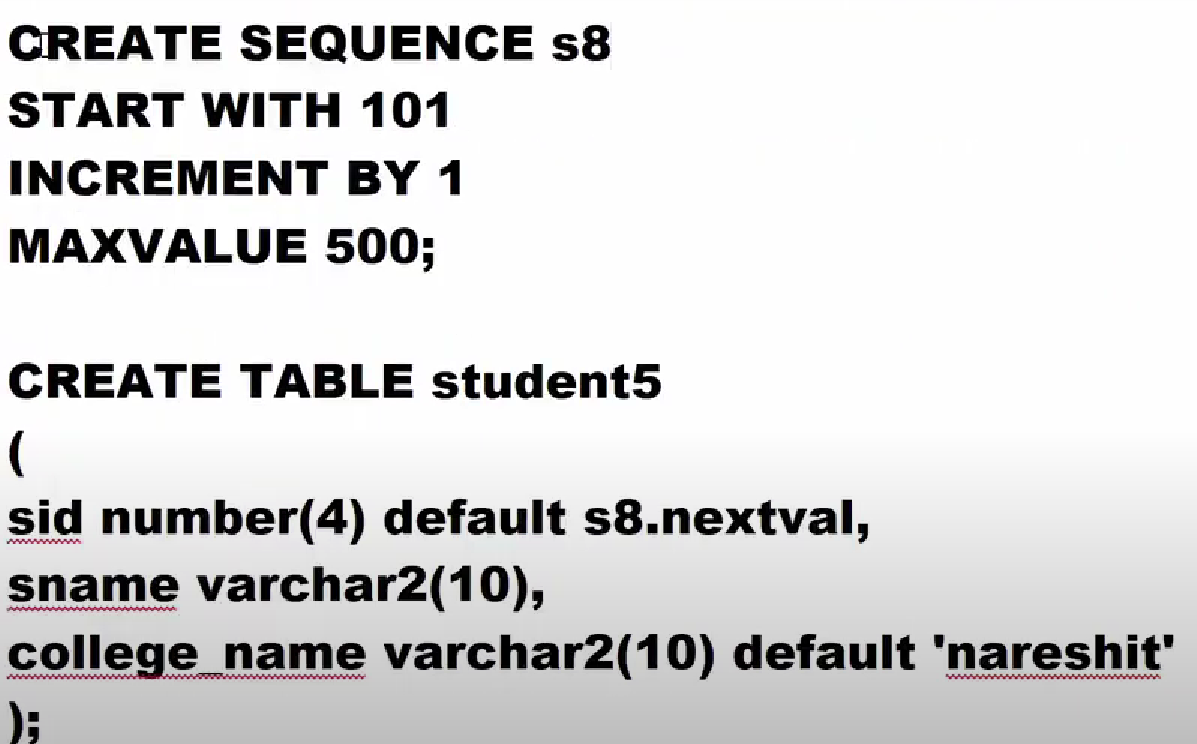 CREATE SEQUENCE s8
START WITH 101
INCREMENT BY 1
MAXVALUE 500;
CREATE TABLE student5
(
sid number(4) default s8.nextval,
sname varchar2(10),
college_name varchar2(10) default 'nareshit'
);